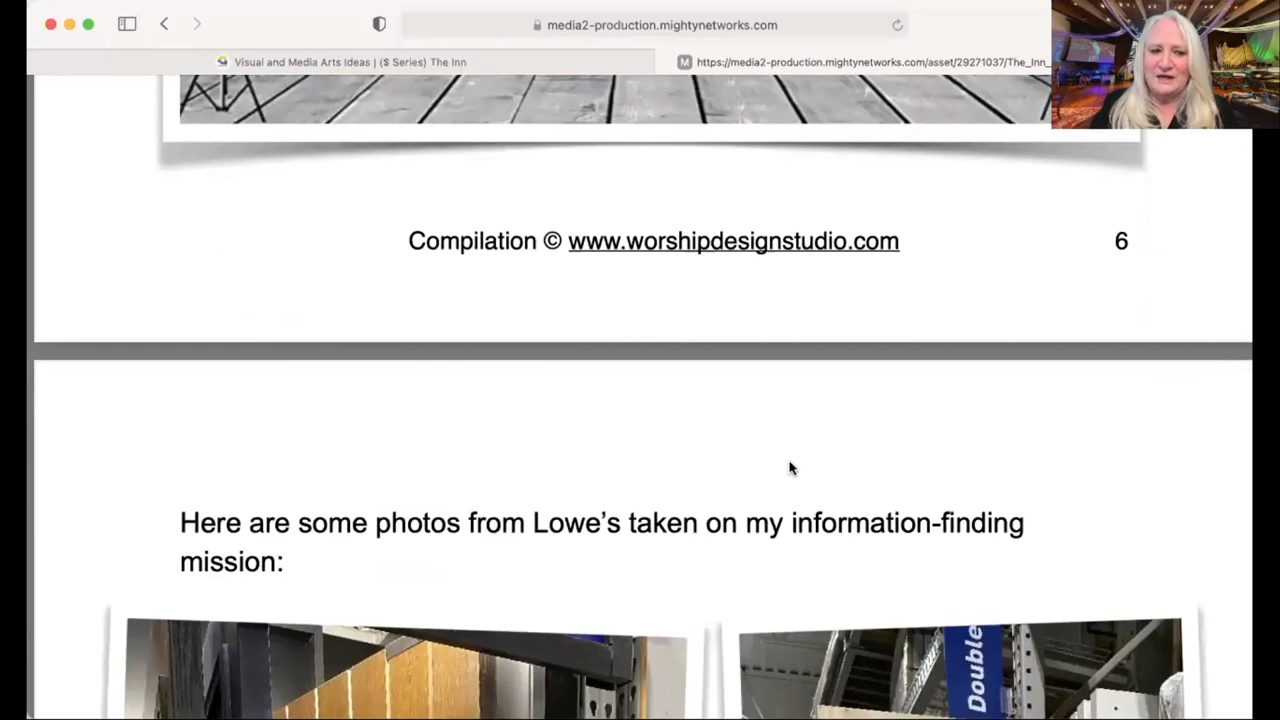 media2-production.mightynetworks.com
Visual and Media Arts Ideas | ($ Series) The Inn
M https://media2-production.mightynetworks.com/asset/29271037/The_Inn_
Compilation © www.worshipdesignstudio.com 6
Here are some photos from Lowe’s taken on my information-finding
mission:
Double